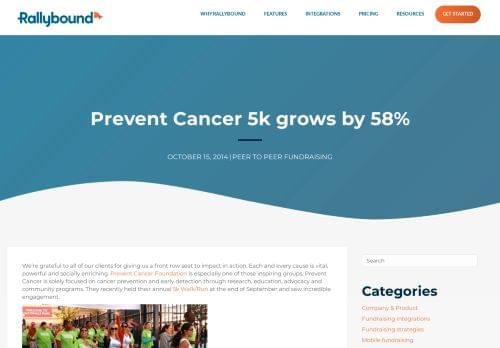 Rallybound
WHY RALLYBOUND
FEATURES
INTEGRATIONS
PRICING
RESOURCES
GET STARTED
Prevent Cancer 5k grows by 58%
OCTOBER 15, 2014 | PEER TO PEER FUNDRAISING
We're grateful to all of our clients for giving us a front row seat to impact in action. Each and every cause is vital,
powerful and socially enriching. Prevent Cancer Foundation is especially one of those inspiring groups. Prevent
Cancer is solely focused on cancer prevention and early detection through research, education, advocacy and
community programs. They recently held their annual 5k Walk/Run at the end of September and saw incredible
engagement.
Search
Categories
Company & Product
Fundraising Integrations
Fundraising strategies
Mobile fundraising